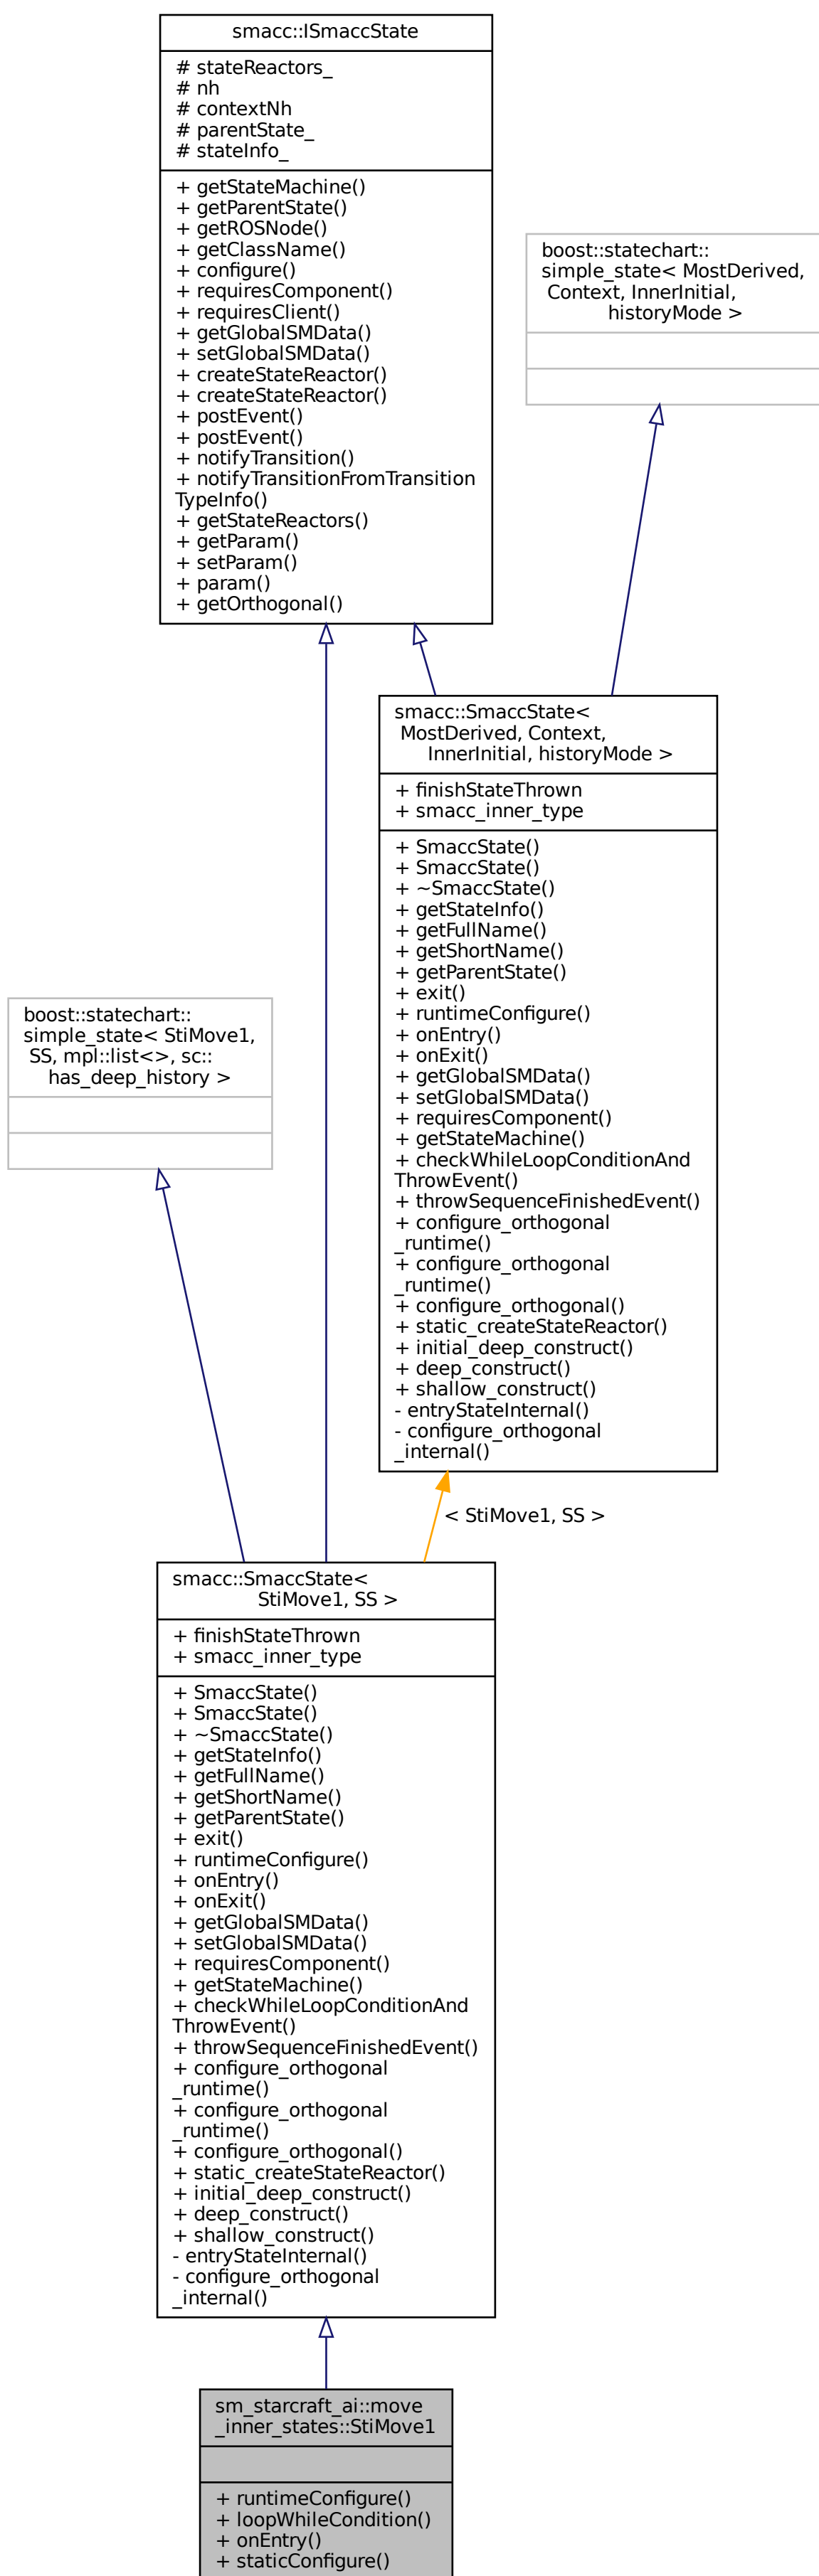 smacc::ISmaccState
# stateReactors_
# nh
# contextNh
# parentState_
# stateInfo_
+ getStateMachine()
+ getParentState()
+ getROSNode()
+ getClassName()
+ configure()
+ requiresComponent()
+ requiresClient()
+ getGlobalSMData()
+ setGlobalSMData()
+ createStateReactor()
+ createStateReactor()
+ postEvent()
+ postEvent()
+ notifyTransition()
+ notifyTransitionFromTransition
TypeInfo()
+ getStateReactors()
+ getParam()
+ setParam()
+ param()
+ getOrthogonal()
boost::statechart::
simple_state< MostDerived,
Context, InnerInitial,
historyMode >
smacc::SmaccState<
MostDerived, Context,
InnerInitial, historyMode >
+ finishStateThrown
+ smacc_inner_type
+ SmaccState()
+ SmaccState()
+ ~SmaccState()
+ getStateInfo()
+ getFullName()
+ getShortName()
+ getParentState()
+ exit()
+ runtimeConfigure()
+ onEntry()
+ onExit()
+ getGlobalSMData()
+ setGlobalSMData()
+ requiresComponent()
+ getStateMachine()
+ checkWhileLoopConditionAnd
ThrowEvent()
+ throwSequenceFinishedEvent()
+ configure_orthogonal
_runtime()
+ configure_orthogonal
_runtime()
+ configure_orthogonal()
+ static_createStateReactor()
+ initial_deep_construct()
+ deep_construct()
+ shallow_construct()
- entryStateInternal()
- configure_orthogonal
_internal()
boost::statechart::
simple_state< StiMove1,
SS, mpl::list<>, sc::
has_deep_history >
< StiMove1, SS >
smacc::SmaccState<
StiMove1, SS >
+ finishStateThrown
+ smacc_inner_type
+ SmaccState()
+ SmaccState()
+ ~SmaccState()
+ getStateInfo()
+ getFullName()
+ getShortName()
+ getParentState()
+ exit()
+ runtimeConfigure()
+ onEntry()
+ onExit()
+ getGlobalSMData()
+ setGlobalSMData()
+ requiresComponent()
+ getStateMachine()
+ checkWhileLoopConditionAnd
ThrowEvent()
+ throwSequenceFinishedEvent()
+ configure_orthogonal
_runtime()
+ configure_orthogonal
_runtime()
+ configure_orthogonal()
+ static_createStateReactor()
+ initial_deep_construct()
+ deep_construct()
+ shallow_construct()
- entryStateInternal()
- configure_orthogonal
_internal()
sm_starcraft_ai::move
_inner_states::StiMove1
+ runtimeConfigure()
+ loopWhileCondition()
+ onEntry()
+ staticConfigure()